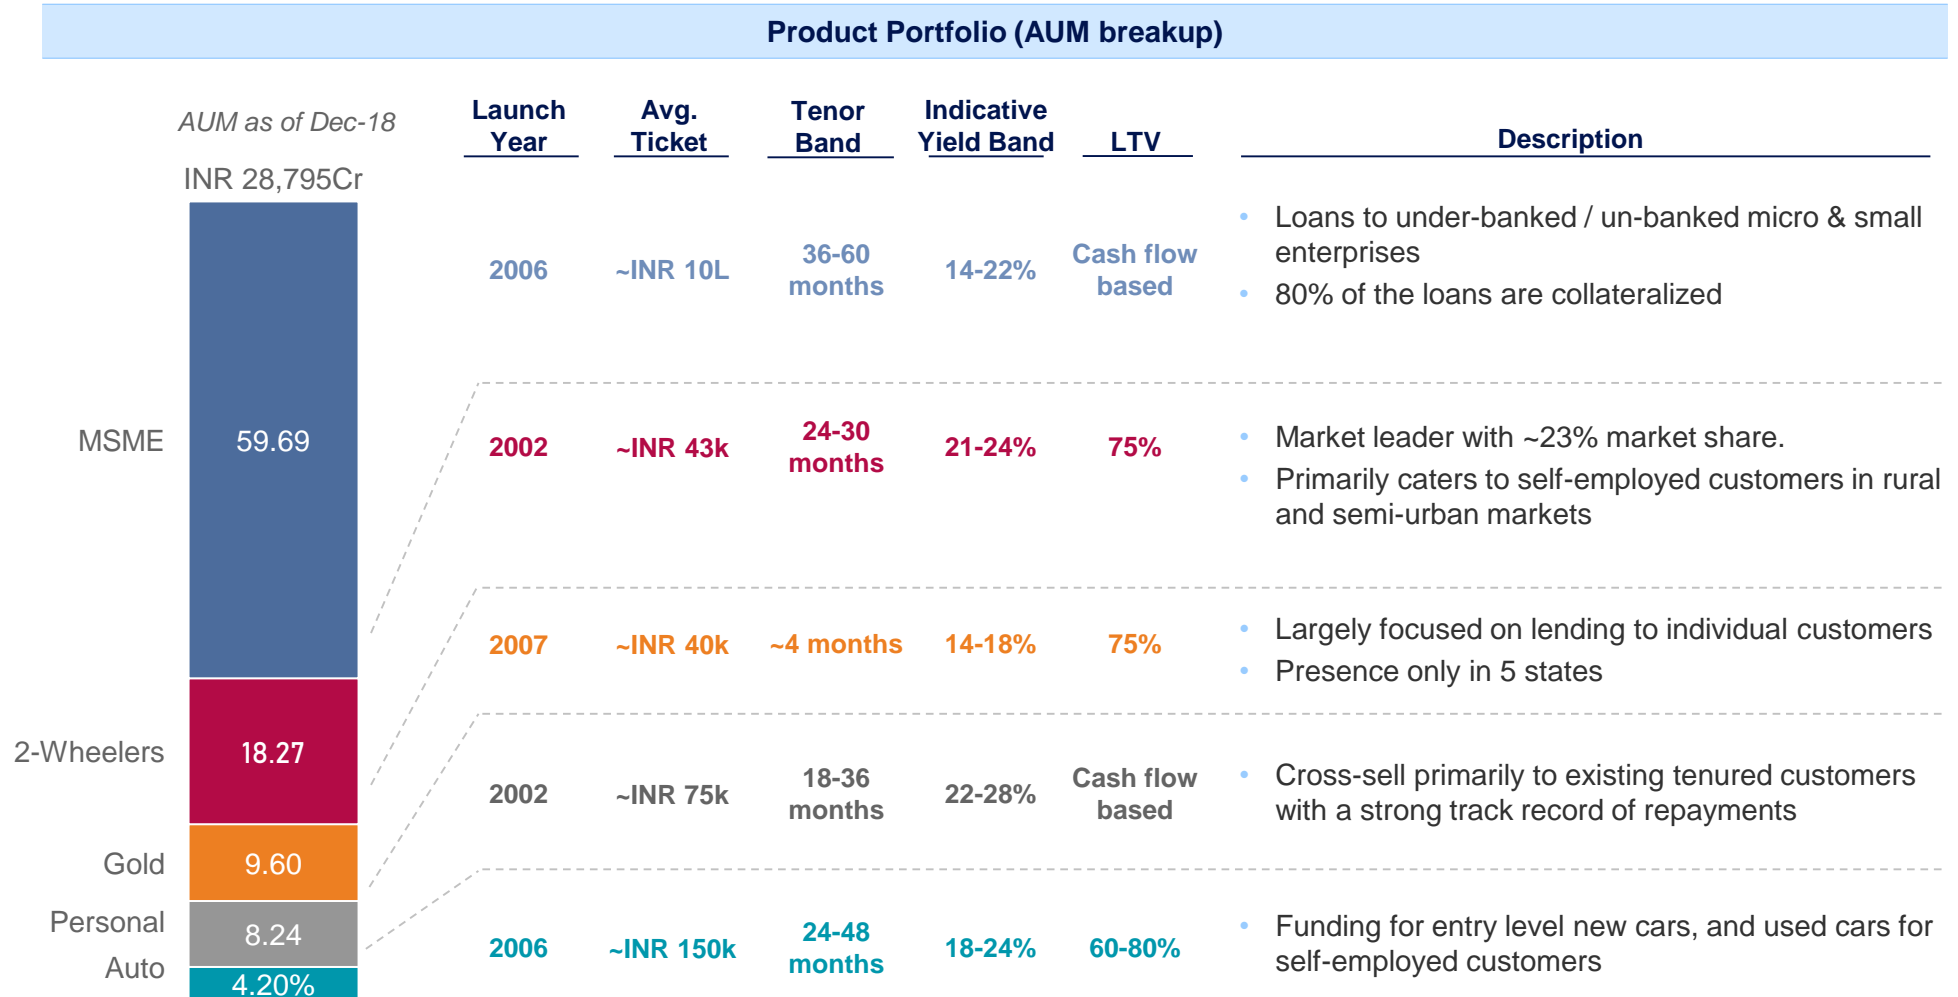 Product Portfolio (AUM breakup)
AUM as of Dec-18
INR 28,795Cr
Launch
Year
Avg.
Ticket
Tenor
Band
Indicative
Yield Band
LTV
Description
MSME
59.69
2-Wheelers
18.27
Gold
9.60
Personal
8.24
Auto
4.20%
2006
~INR 10L
36-60
months
14-22%
Cash flow
based
• Loans to under-banked / un-banked micro & small
enterprises
• 80% of the loans are collateralized
2002
~INR 43k
24-30
months
21-24%
75%
• Market leader with ~23% market share.
• Primarily caters to self-employed customers in rural
and semi-urban markets
2007
~INR 40k
~4 months
14-18%
75%
• Largely focused on lending to individual customers
• Presence only in 5 states
2002
~INR 75k
18-36
months
22-28%
Cash flow
based
• Cross-sell primarily to existing tenured customers
with a strong track record of repayments
2006
~INR 150k
24-48
months
18-24%
60-80%
• Funding for entry level new cars, and used cars for
self-employed customers